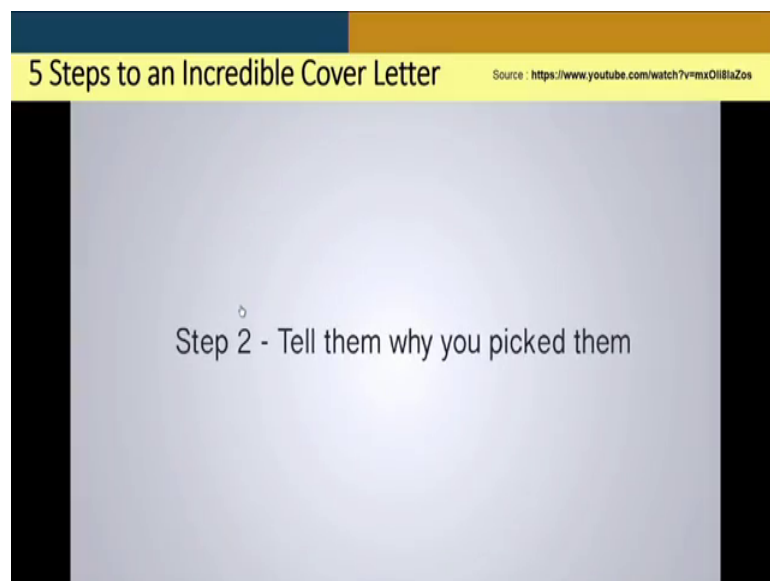 5 Steps to an Incredible Cover Letter
Source : https://www.youtube.com/watch?v=mxOli8laZos
Step 2 - Tell them why you picked them